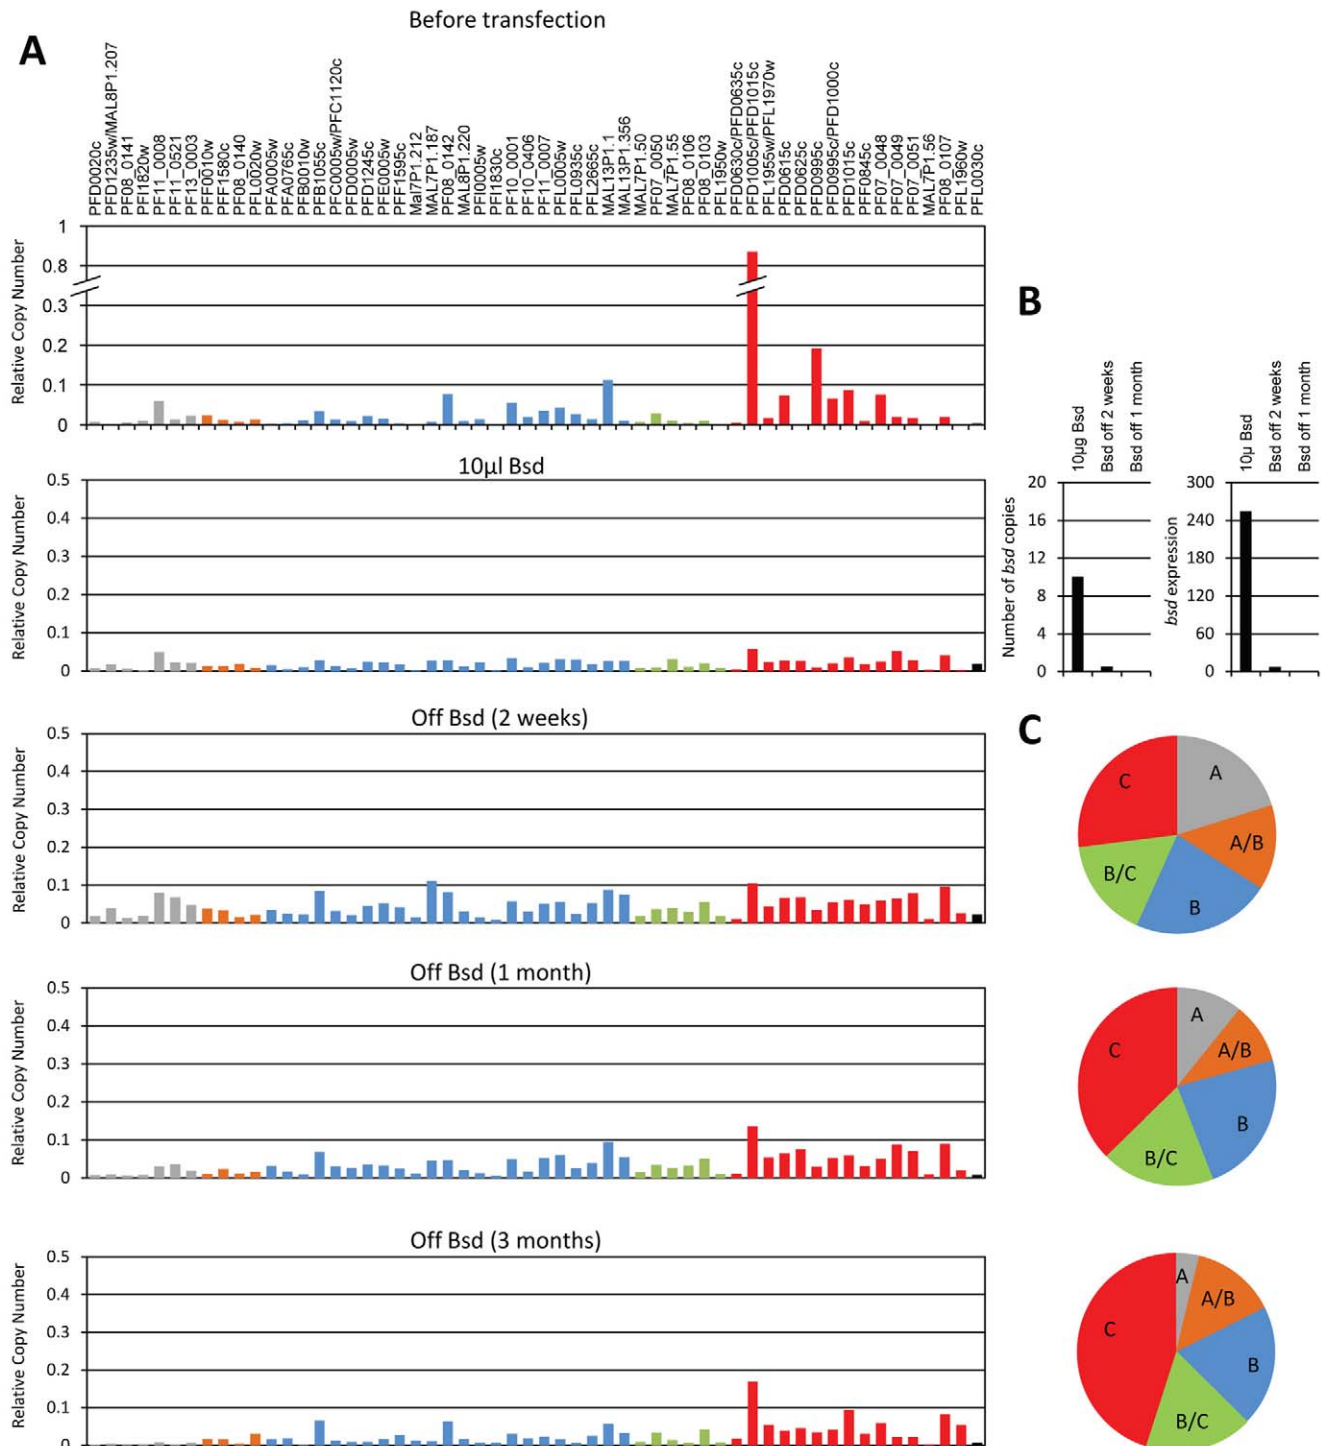 Before transfection
A
PFD0020c
PFD1235w/MAL8P1.207
PF08_0141
PFI1820w
PF11_0008
PF11_0521
PF13_0003
PFF0010w
PFF1580c
PF08_0140
PFL0020w
PFA0005w
PFA0765c
PFB0010w
PFB1055c
PFC0005w/PFC1120c
PFD0005w
PFD1245c
PFE0005w
PFF1595c
Mal7P1.212
MAL7P1.187
PF08_0142
MAL8P1.220
PFI0005w
PFI1830c
PF10_0001
PF10_0406
PF11_0007
PFL0005w
PFL0935c
PFL2665c
MAL13P1.1
MAL13P1.356
MAL7P1.50
PF07_0050
MAL7P1.55
PF08_0106
PF08_0103
PFL1950w
PFD0630c/PFD0635c
PFD1005c/PFD1015c
PFL1955w/PFL1970w
PFD0615c
PFD0625c
PFD0995c
PFD0995c/PFD1000c
PFD1015c
PFF0845c
PF07_0048
PF07_0049
PF07_0051
MAL7P1.56
PF08_0107
PFL1960w
PFL0030c
Relative Copy Number
1
0.8
0.3
0.2
0.1
0
10µl Bsd
Relative Copy Number
0.5
0.4
0.3
0.2
0.1
0
Off Bsd (2 weeks)
Relative Copy Number
0.5
0.4
0.3
0.2
0.1
0
Off Bsd (1 month)
Relative Copy Number
0.5
0.4
0.3
0.2
0.1
0
Off Bsd (3 months)
Relative Copy Number
0.5
0.4
0.3
0.2
0.1
0
B
10µg Bsd
Bsd off 2 weeks
Bsd off 1 month
Number of bsd copies
20
16
12
8
4
0
10µ Bsd
Bsd off 2 weeks
Bsd off 1 month
bsd expression
300
240
180
120
60
0
C
A
A/B
B
B/C
C
A
A/B
B
B/C
C
A
A/B
B
B/C
C